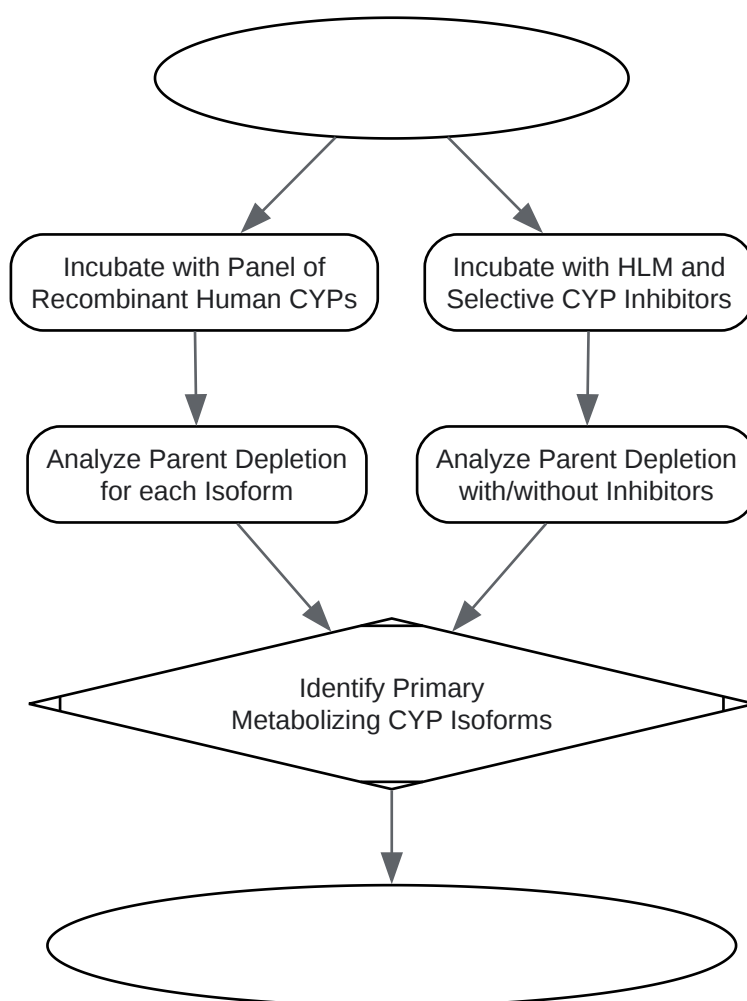 Incubate with Panel of
Recombinant Human CYPs
Incubate with HLM and
Selective CYP Inhibitors
Analyze Parent Depletion
for each Isoform
Analyze Parent Depletion
with/without Inhibitors
Identify Primary
Metabolizing CYP Isoforms